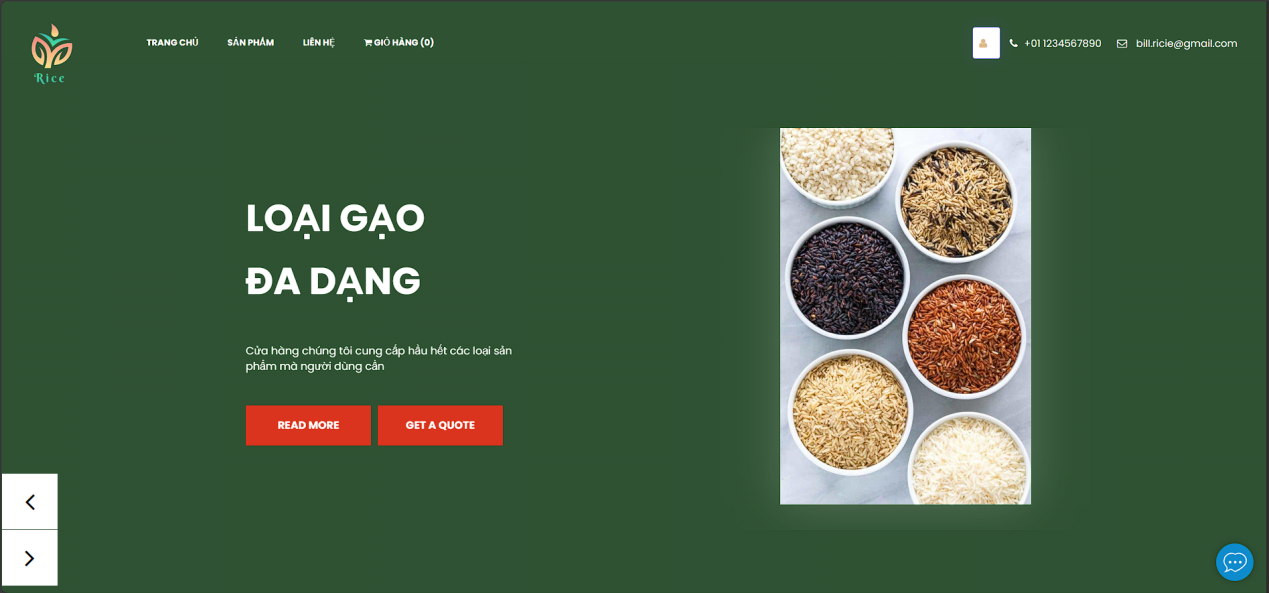 Rice
TRANG CHỦ
SẢN PHẨM
LIÊN HỆ
GIỎ HÀNG (0)
+01 1234567890
bill.ricie@gmail.com
LOẠI GẠO
ĐA DẠNG
Cửa hàng chúng tôi cung cấp hầu hết các loại sản
phẩm mà người dùng cần
READ MORE
GET A QUOTE